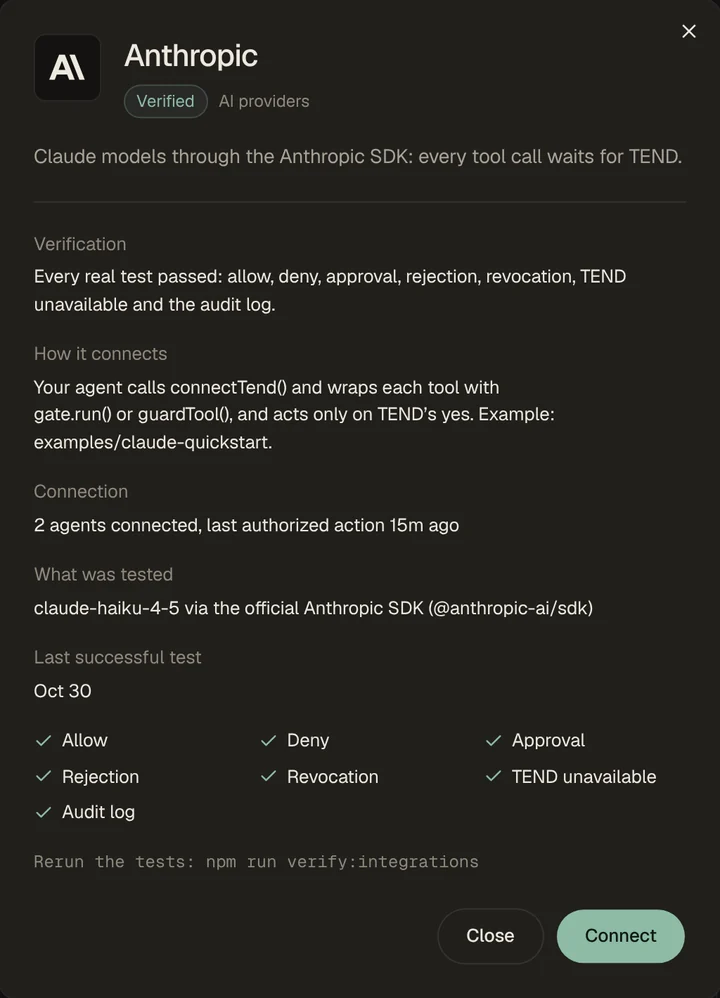 Anthropic
Verified
AI providers
Claude models through the Anthropic SDK: every tool call waits for TEND.
Verification
Every real test passed: allow, deny, approval, rejection, revocation, TEND
unavailable and the audit log.
How it connects
Your agent calls connectTend() and wraps each tool with
gate.run() or guardTool(), and acts only on TEND’s yes. Example:
examples/claude-quickstart.
Connection
2 agents connected, last authorized action 15m ago
What was tested
claude-haiku-4-5 via the official Anthropic SDK (@anthropic-ai/sdk)
Last successful test
Oct 30
Allow
Deny
Approval
Rejection
Revocation
TEND unavailable
Audit log
Rerun the tests: npm run verify:integrations
Close
Connect